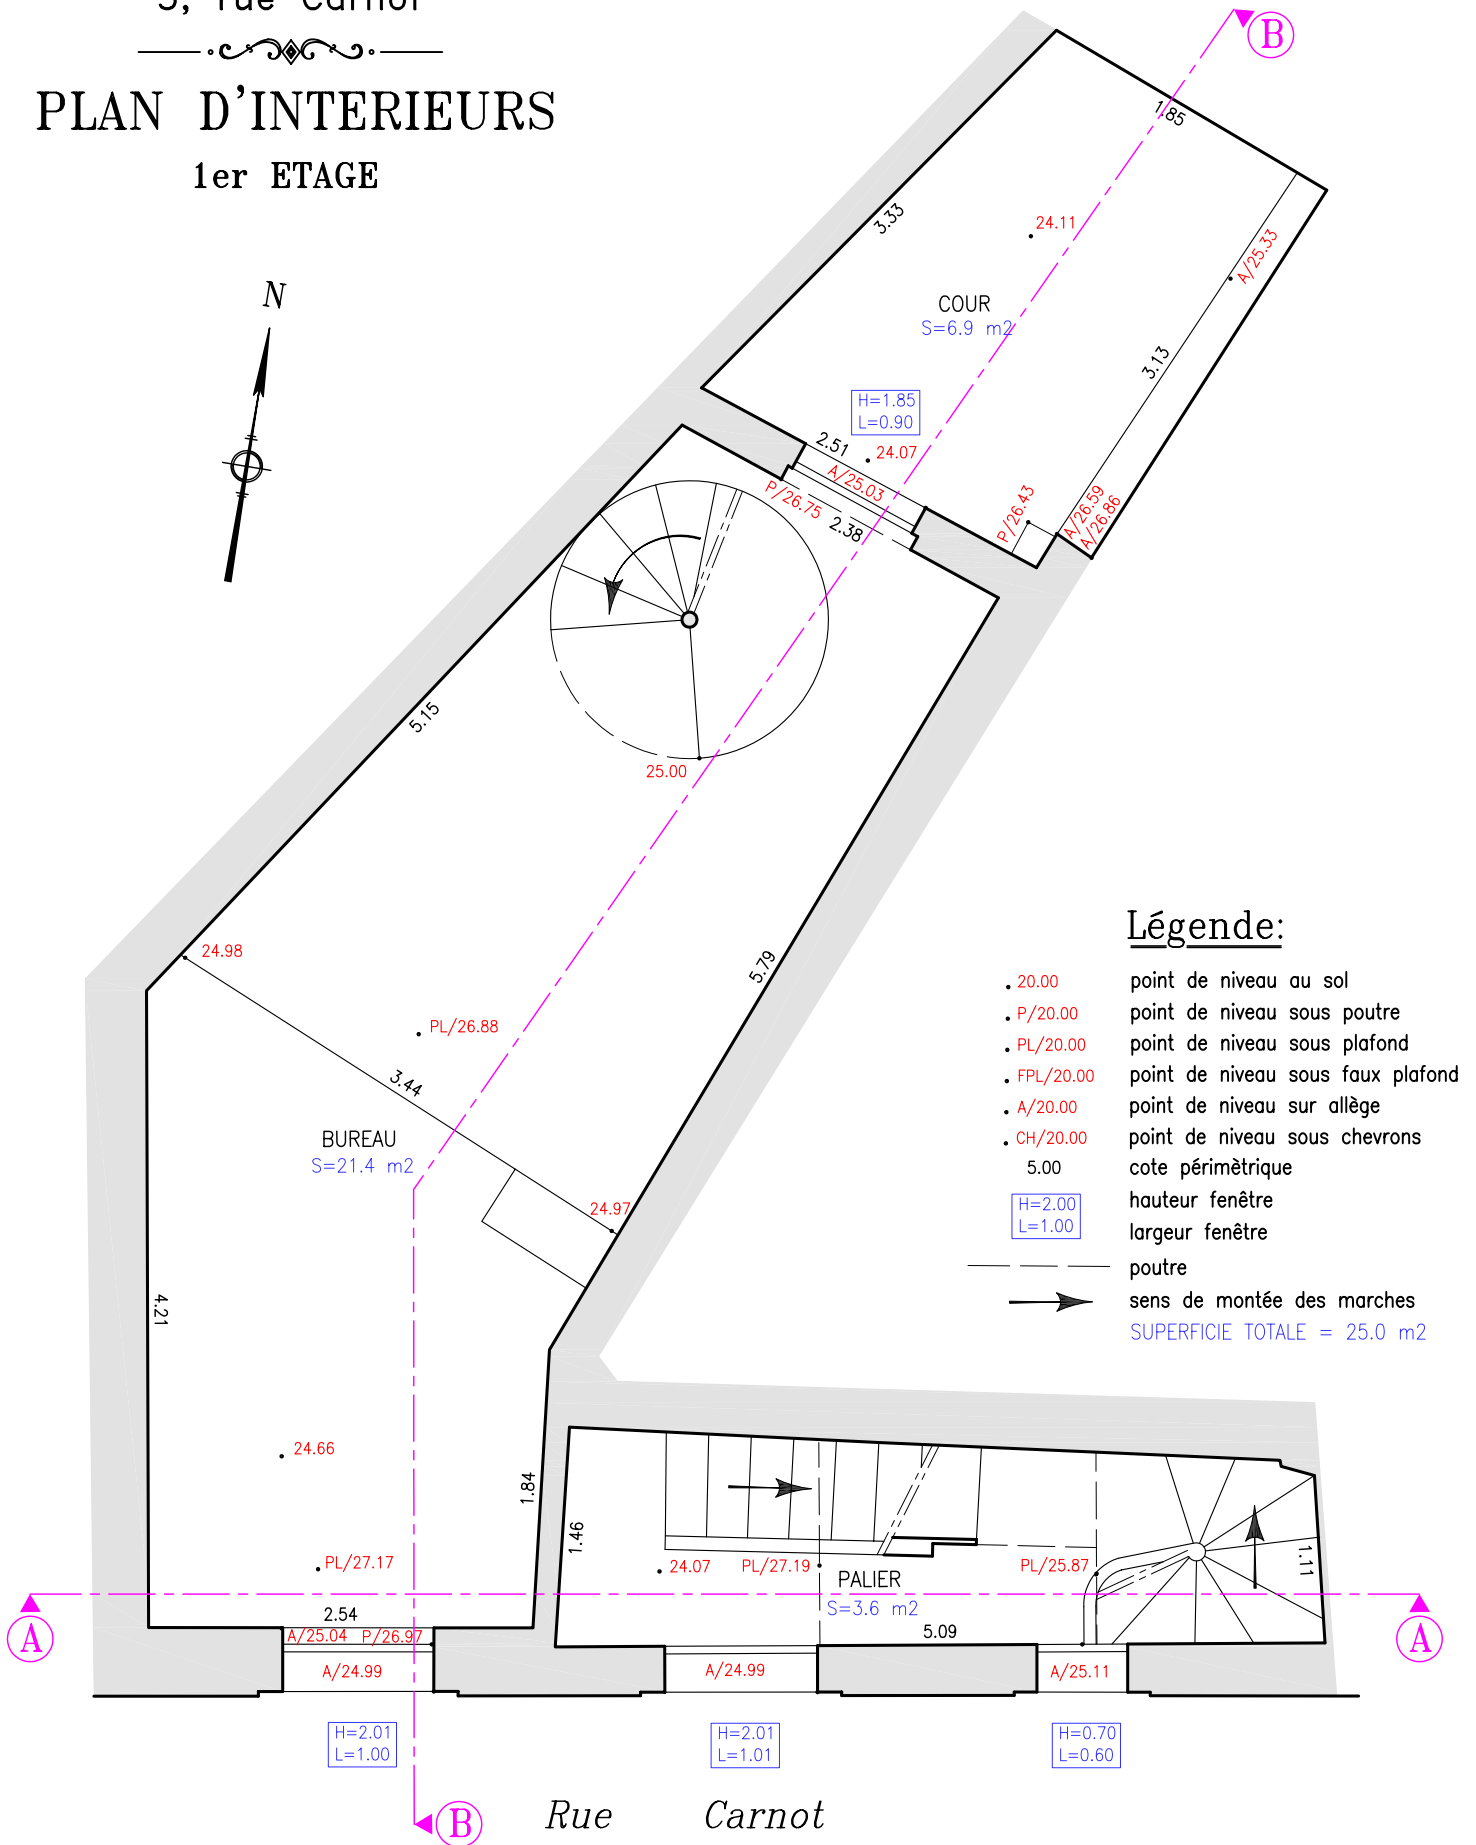 3, rue Carnot
PLAN D'INTERIEURS
1er ETAGE
N
B
1.85
3.33
24.11
A/25.33
COUR
S=6.9 m2
3.13
H=1.85
L=0.90
2.51
24.07
A/25.03
P/26.75
2.38
P/26.43
A/26.59
A/26.86
5.15
25.00
5.79
24.98
PL/26.88
3.44
BUREAU
S=21.4 m2
24.97
4.21
24.66
1.84
PL/27.17
2.54
A/25.04 P/26.97
A/24.99
1.46
24.07
PL/27.19
PALIER
S=3.6 m2
PL/25.87
1.11
5.09
A/24.99
A/25.11
A
A
H=2.01
L=1.00
H=2.01
L=1.01
H=0.70
L=0.60
B
Rue Carnot
Légende:
20.00 point de niveau au sol
P/20.00 point de niveau sous poutre
PL/20.00 point de niveau sous plafond
FPL/20.00 point de niveau sous faux plafond
A/20.00 point de niveau sur allège
CH/20.00 point de niveau sous chevrons
5.00 cote périmètrique
H=2.00 hauteur fenêtre
L=1.00 largeur fenêtre
poutre
sens de montée des marches
SUPERFICIE TOTALE = 25.0 m2